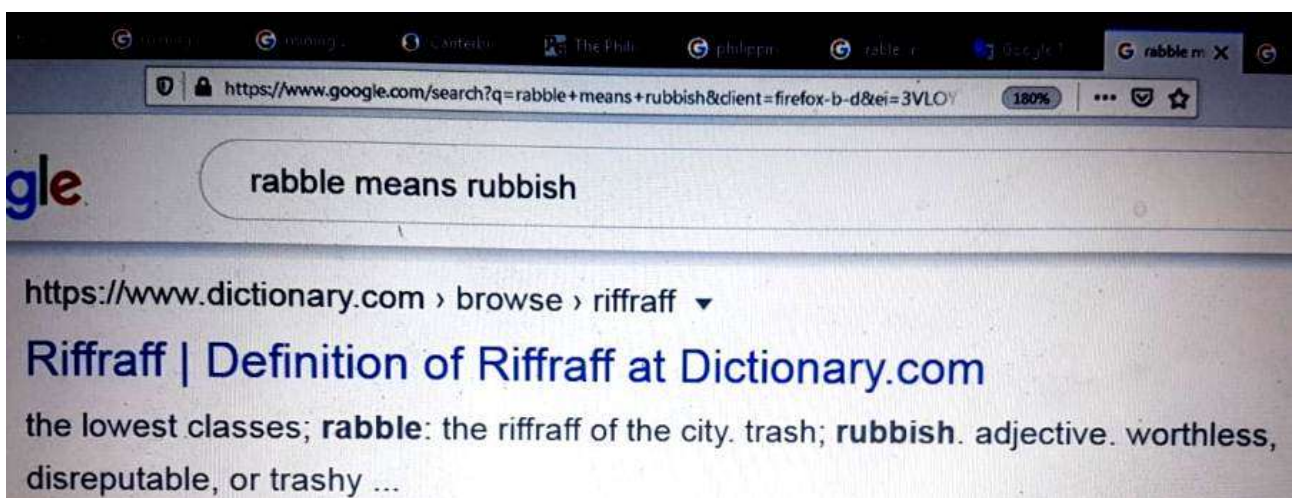 The Phili
rabble m
https://www.google.com/search?q=rabble+means+rubbish&client=firefox-b-d&ei=3VLOY
180%
gle
rabble means rubbish
https://www.dictionary.com › browse › riffraff
Riffraff | Definition of Riffraff at Dictionary.com
the lowest classes; rabble: the riffraff of the city. trash; rubbish. adjective. worthless,
disreputable, or trashy ...